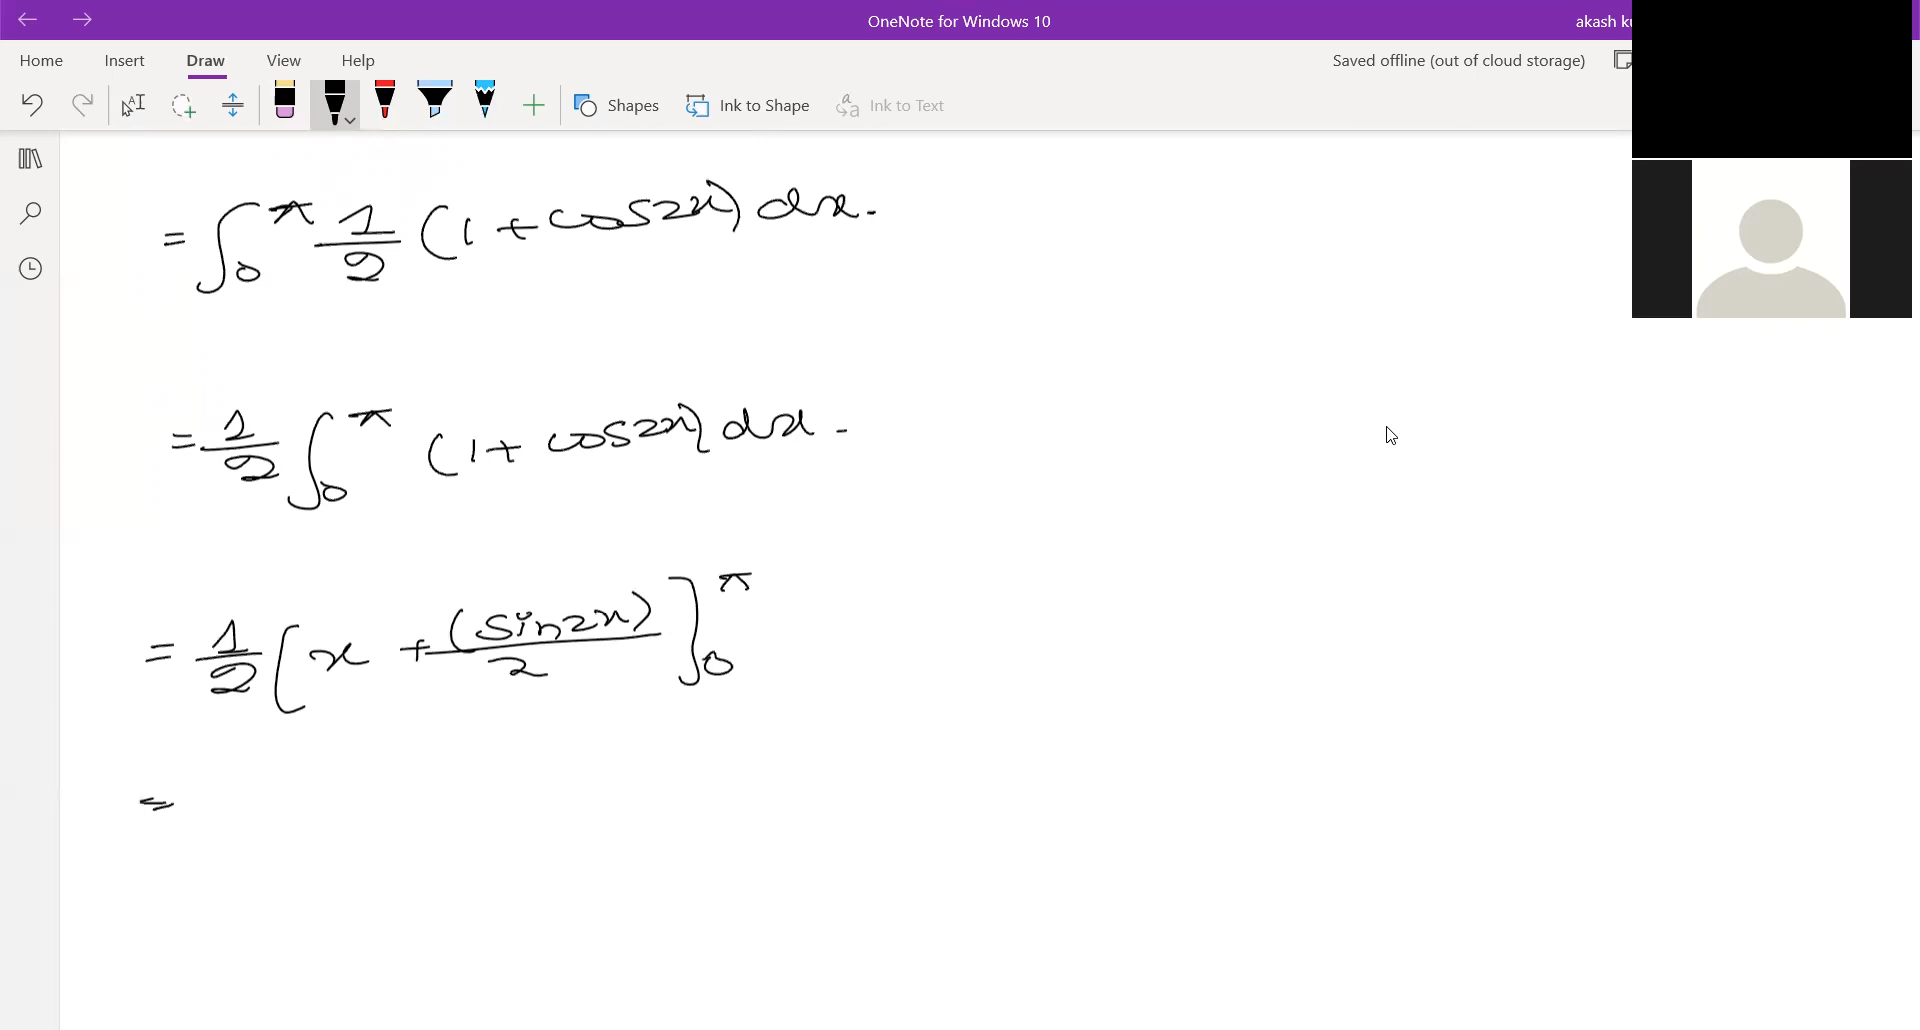 OneNote for Windows 10
akash ku
Home Insert Draw View Help
Saved offline (out of cloud storage)
Shapes Ink to Shape Ink to Text
= ∫₀^π 1/2 (1 + cos2x) dx.
= 1/2 ∫₀^π (1 + cos2x) dx .
= 1/2 [x + (sin2x)/2]₀^π
=